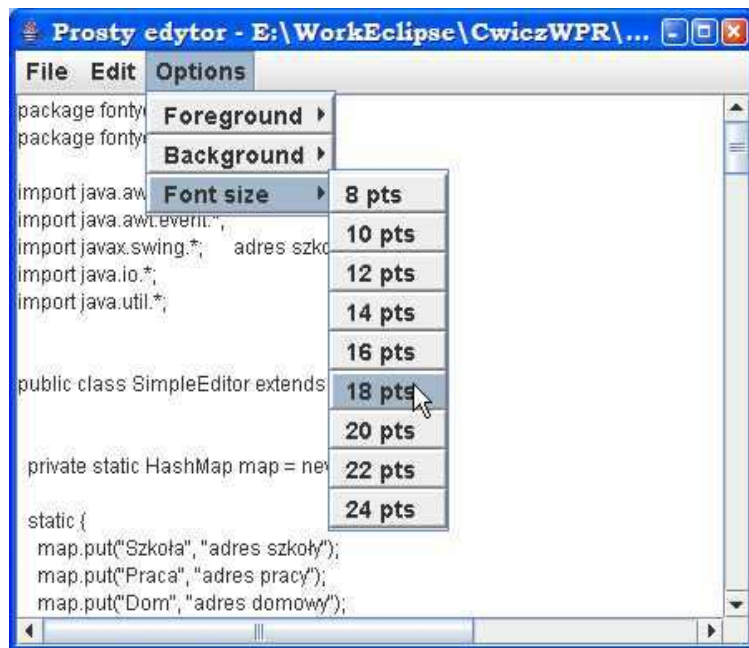 Prosty edytor - E:\WorkEclipse\CwiczWPR\...
File Edit Options
package fonty
package fonty
import java.aw
import java.awt.event.*;
import javax.swing.*; adres szko
import java.io.*;
import java.util.*;
public class SimpleEditor extends
private static HashMap map = new
static {
map.put("Szkoła", "adres szkoły");
map.put("Praca", "adres pracy");
map.put("Dom", "adres domowy");
Foreground
Background
Font size
8 pts
10 pts
12 pts
14 pts
16 pts
18 pts
20 pts
22 pts
24 pts